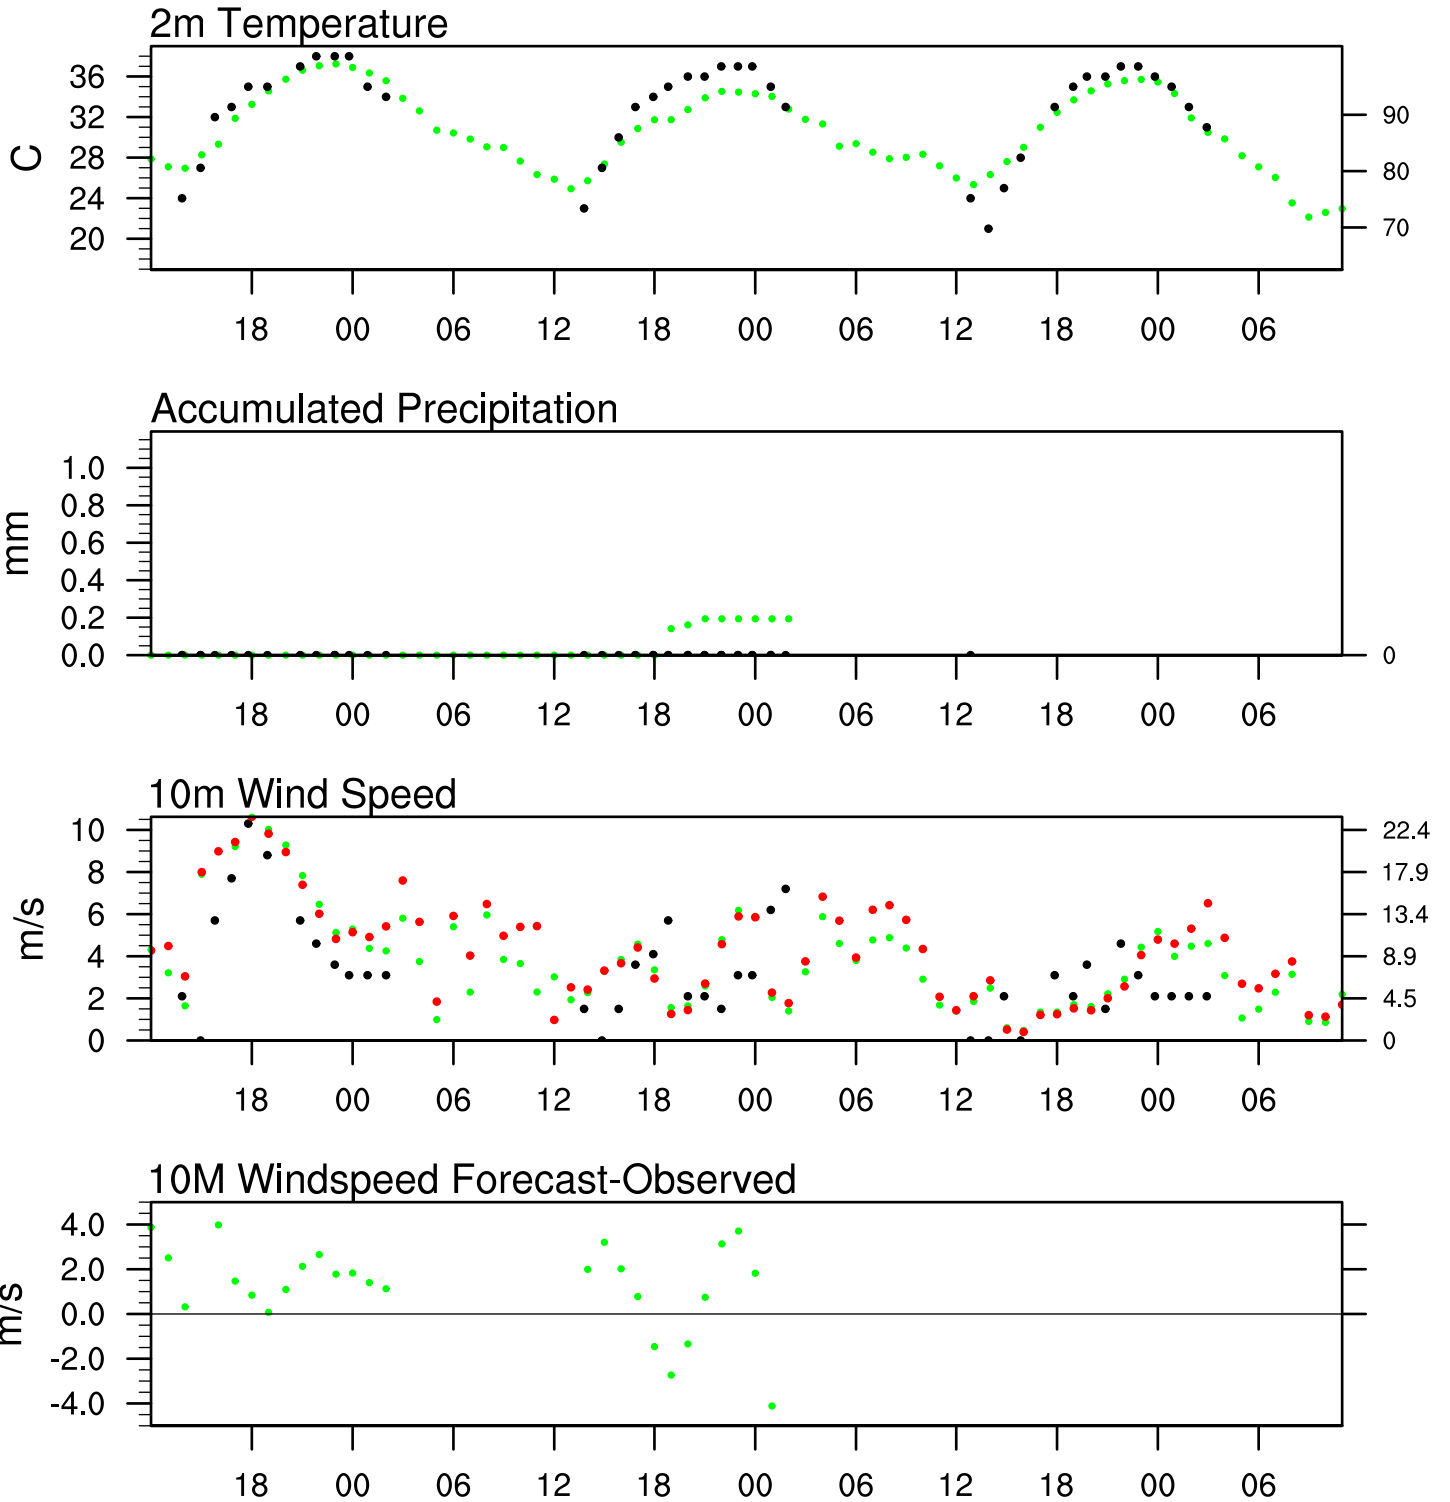 2m Temperature
36
32
28
24
20
C
90
80
70
18 00 06 12 18 00 06 12 18 00 06
Accumulated Precipitation
1.0
0.8
0.6
0.4
0.2
0.0
mm
0
18 00 06 12 18 00 06 12 18 00 06
10m Wind Speed
10
8
6
4
2
0
m/s
22.4
17.9
13.4
8.9
4.5
0
18 00 06 12 18 00 06 12 18 00 06
10M Windspeed Forecast-Observed
4.0
2.0
0.0
-2.0
-4.0
m/s
18 00 06 12 18 00 06 12 18 00 06